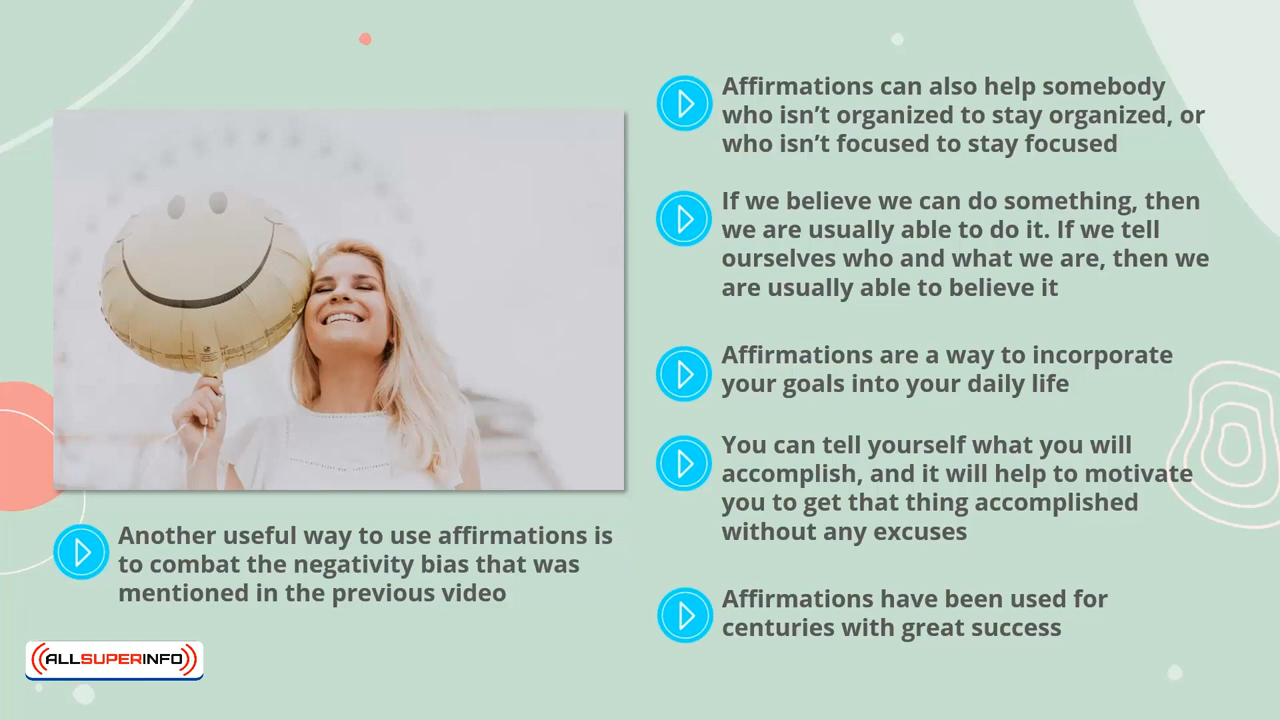 Affirmations can also help somebody
who isn’t organized to stay organized, or
who isn’t focused to stay focused
If we believe we can do something, then
we are usually able to do it. If we tell
ourselves who and what we are, then we
are usually able to believe it
Affirmations are a way to incorporate
your goals into your daily life
You can tell yourself what you will
accomplish, and it will help to motivate
you to get that thing accomplished
without any excuses
Affirmations have been used for
centuries with great success
Another useful way to use affirmations is
to combat the negativity bias that was
mentioned in the previous video
ALLSUPERINFO